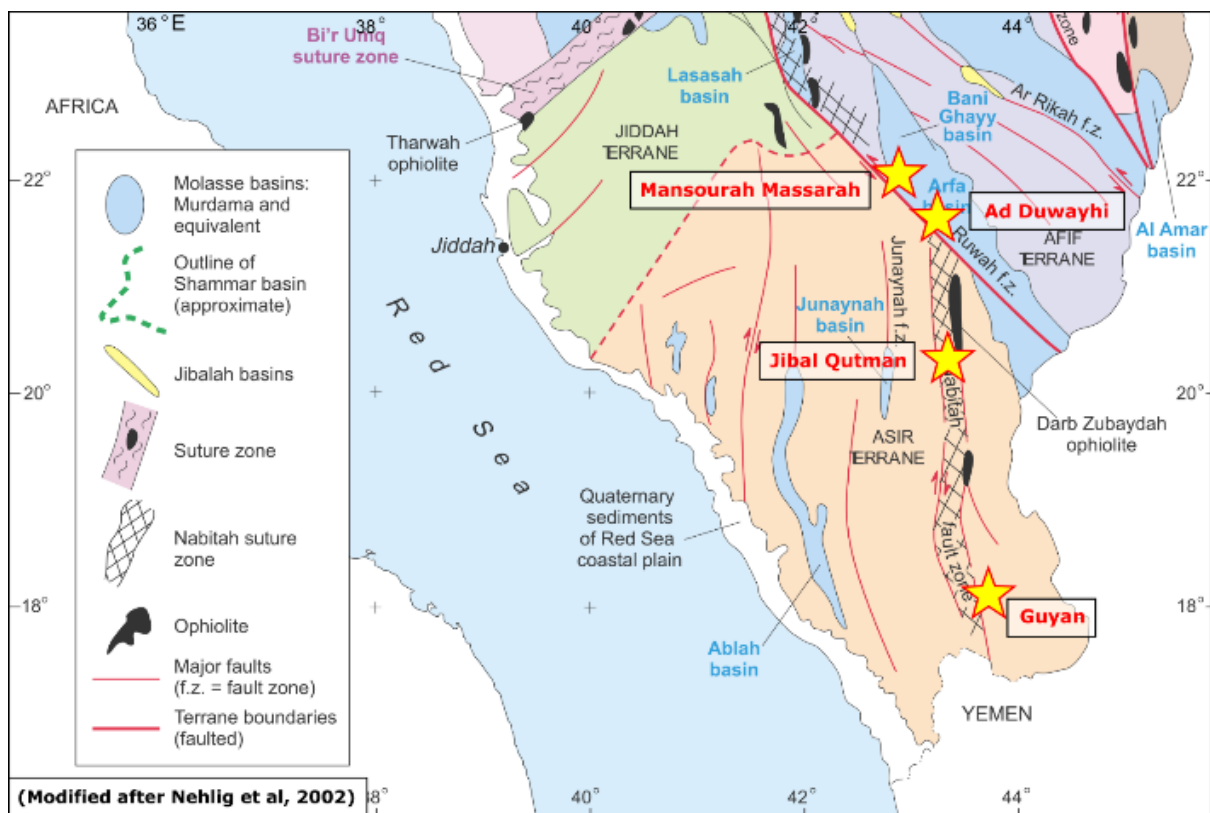 36° E
38°
40°
42°
44°
Bi'r Umq
suture zone
zone
AFRICA
Lasasah
basin
Bani
Ghayy
basin
Ar Rikah f.z.
Tharwah
ophiolite
JIDDAH
TERRANE
22°
22°
Mansourah Massarah
Arfa
basin
Ad Duwayhi
Al Amar
basin
AFIF
TERRANE
Ruwah f.z.
Jiddah
Junaynah f.z.
Junaynah
basin
Jibal Qutman
Red Sea
20°
20°
Nabitah
fault zone
Darb Zubaydah
ophiolite
ASIR
TERRANE
Quaternary
sediments
of Red Sea
coastal plain
18°
18°
Guyan
Ablah
basin
YEMEN
Molasse basins:
Murdama and
equivalent
Outline of
Shammar basin
(approximate)
Jibalah basins
Suture zone
Nabitah suture
zone
Ophiolite
Major faults
(f.z. = fault zone)
Terrane boundaries
(faulted)
(Modified after Nehlig et al, 2002)
38°
40°
42°
44°